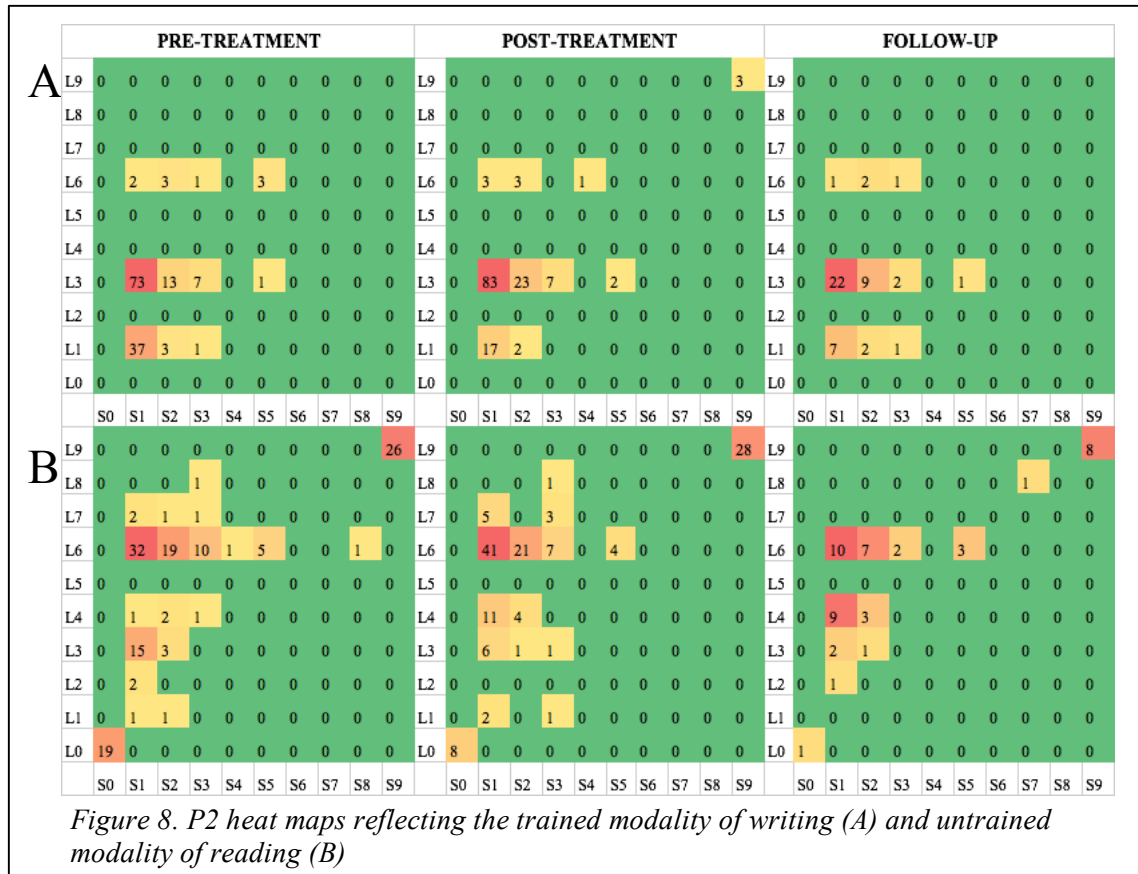 PRE-TREATMENT POST-TREATMENT FOLLOW-UP
A
L9 0 0 0 0 0 0 0 0 0 0 L9 0 0 0 0 0 0 0 0 0 3 L9 0 0 0 0 0 0 0 0 0 0
L8 0 0 0 0 0 0 0 0 0 0 L8 0 0 0 0 0 0 0 0 0 0 L8 0 0 0 0 0 0 0 0 0 0
L7 0 0 0 0 0 0 0 0 0 0 L7 0 0 0 0 0 0 0 0 0 0 L7 0 0 0 0 0 0 0 0 0 0
L6 0 2 3 1 0 3 0 0 0 0 L6 0 3 3 0 1 0 0 0 0 0 L6 0 1 2 1 0 0 0 0 0 0
L5 0 0 0 0 0 0 0 0 0 0 L5 0 0 0 0 0 0 0 0 0 0 L5 0 0 0 0 0 0 0 0 0 0
L4 0 0 0 0 0 0 0 0 0 0 L4 0 0 0 0 0 0 0 0 0 0 L4 0 0 0 0 0 0 0 0 0 0
L3 0 73 13 7 0 1 0 0 0 0 L3 0 83 23 7 0 2 0 0 0 0 L3 0 22 9 2 0 1 0 0 0 0
L2 0 0 0 0 0 0 0 0 0 0 L2 0 0 0 0 0 0 0 0 0 0 L2 0 0 0 0 0 0 0 0 0 0
L1 0 37 3 1 0 0 0 0 0 0 L1 0 17 2 0 0 0 0 0 0 0 L1 0 7 2 1 0 0 0 0 0 0
L0 0 0 0 0 0 0 0 0 0 0 L0 0 0 0 0 0 0 0 0 0 0 L0 0 0 0 0 0 0 0 0 0 0
S0 S1 S2 S3 S4 S5 S6 S7 S8 S9 S0 S1 S2 S3 S4 S5 S6 S7 S8 S9 S0 S1 S2 S3 S4 S5 S6 S7 S8 S9
B
L9 0 0 0 0 0 0 0 0 0 26 L9 0 0 0 0 0 0 0 0 0 28 L9 0 0 0 0 0 0 0 0 0 8
L8 0 0 0 1 0 0 0 0 0 0 L8 0 0 0 1 0 0 0 0 0 0 L8 0 0 0 0 0 0 0 1 0 0
L7 0 2 1 1 0 0 0 0 0 0 L7 0 5 0 3 0 0 0 0 0 0 L7 0 0 0 0 0 0 0 0 0 0
L6 0 32 19 10 1 5 0 0 1 0 L6 0 41 21 7 0 4 0 0 0 0 L6 0 10 7 2 0 3 0 0 0 0
L5 0 0 0 0 0 0 0 0 0 0 L5 0 0 0 0 0 0 0 0 0 0 L5 0 0 0 0 0 0 0 0 0 0
L4 0 1 2 1 0 0 0 0 0 0 L4 0 11 4 0 0 0 0 0 0 0 L4 0 9 3 0 0 0 0 0 0 0
L3 0 15 3 0 0 0 0 0 0 0 L3 0 6 1 1 0 0 0 0 0 0 L3 0 2 1 0 0 0 0 0 0 0
L2 0 2 0 0 0 0 0 0 0 0 L2 0 0 0 0 0 0 0 0 0 0 L2 0 1 0 0 0 0 0 0 0 0
L1 0 1 1 0 0 0 0 0 0 0 L1 0 2 0 1 0 0 0 0 0 0 L1 0 0 0 0 0 0 0 0 0 0
L0 19 0 0 0 0 0 0 0 0 0 L0 8 0 0 0 0 0 0 0 0 0 L0 1 0 0 0 0 0 0 0 0 0
S0 S1 S2 S3 S4 S5 S6 S7 S8 S9 S0 S1 S2 S3 S4 S5 S6 S7 S8 S9 S0 S1 S2 S3 S4 S5 S6 S7 S8 S9
Figure 8. P2 heat maps reflecting the trained modality of writing (A) and untrained
modality of reading (B)